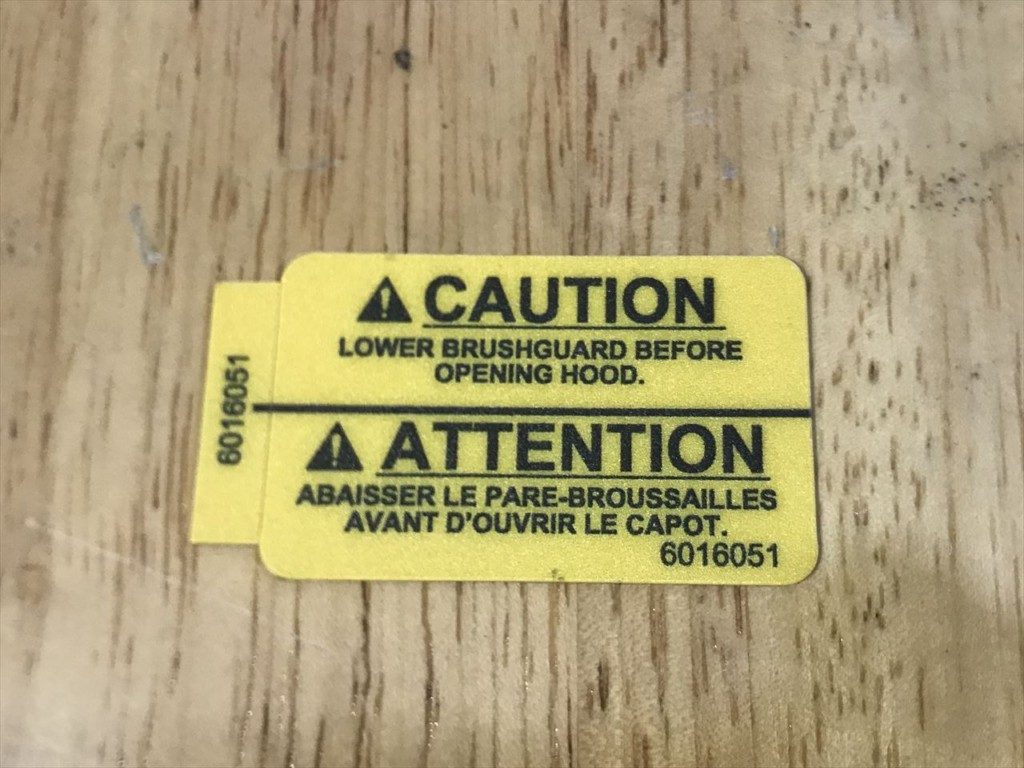 6016051
CAUTION
LOWER BRUSHGUARD BEFORE
OPENING HOOD.
ATTENTION
ABAISSER LE PARE-BROUSSAILLES
AVANT D'OUVRIR LE CAPOT.
6016051